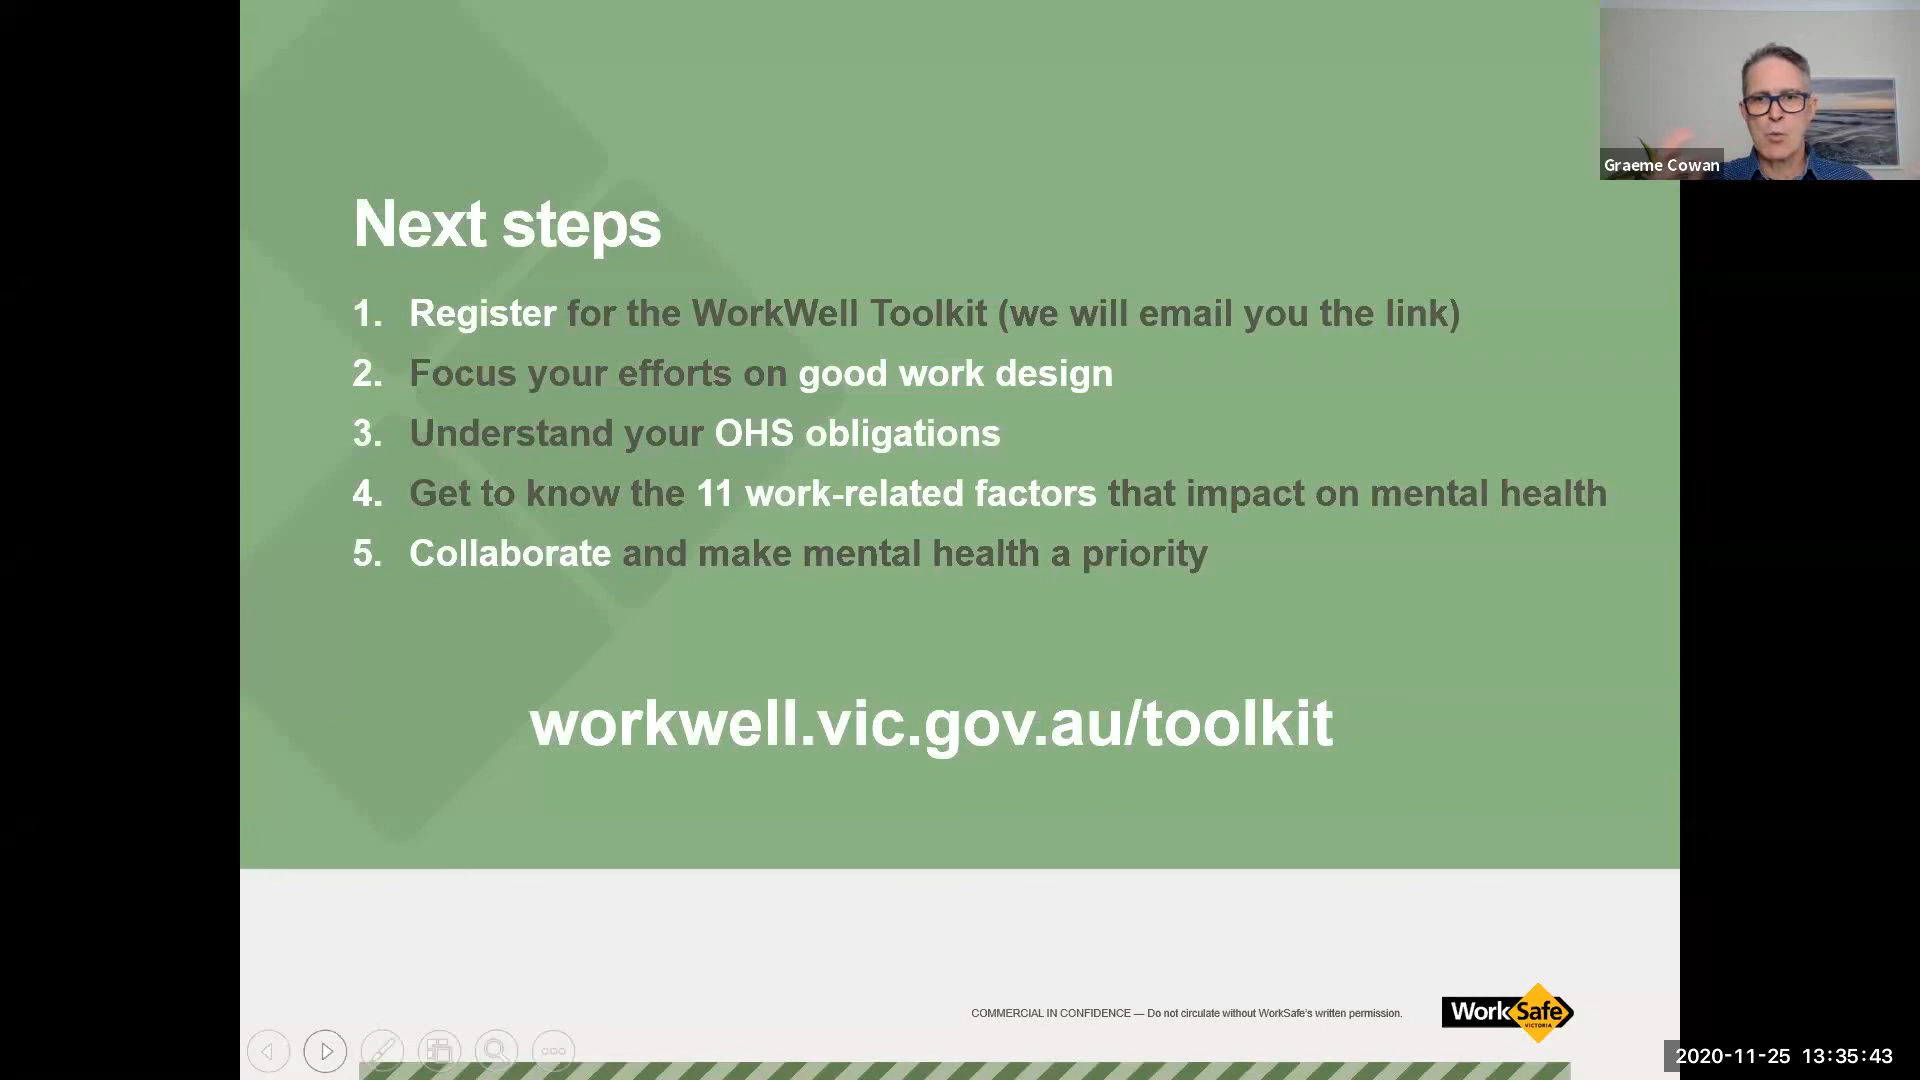 Graeme Cowan
Next steps
1. Register for the WorkWell Toolkit (we will email you the link)
2. Focus your efforts on good work design
3. Understand your OHS obligations
4. Get to know the 11 work-related factors that impact on mental health
5. Collaborate and make mental health a priority
workwell.vic.gov.au/toolkit
COMMERCIAL IN CONFIDENCE — Do not circulate without WorkSafe's written permission.
WorkSafe
VICTORIA
2020-11-25 13:35:43